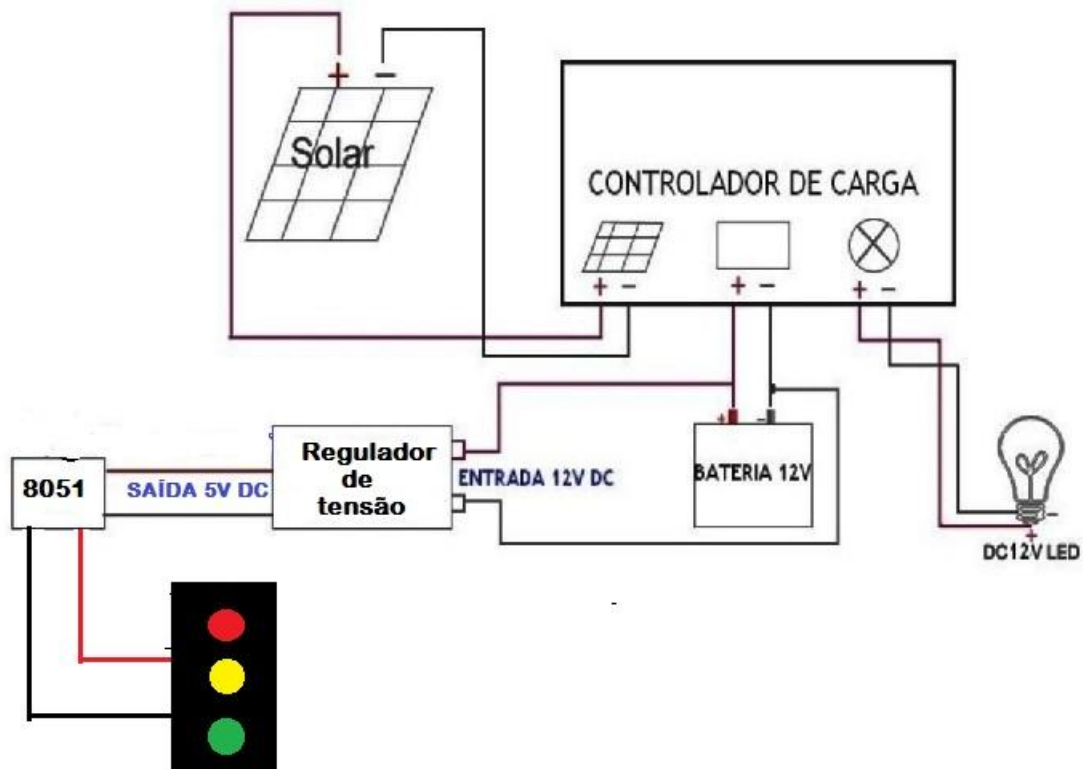 + −
Solar
CONTROLADOR DE CARGA
+ − + − + −
Regulador
de
tensão
ENTRADA 12V DC
+ −
BATERIA 12V
8051
SAÍDA 5V DC
−
+
DC12V LED